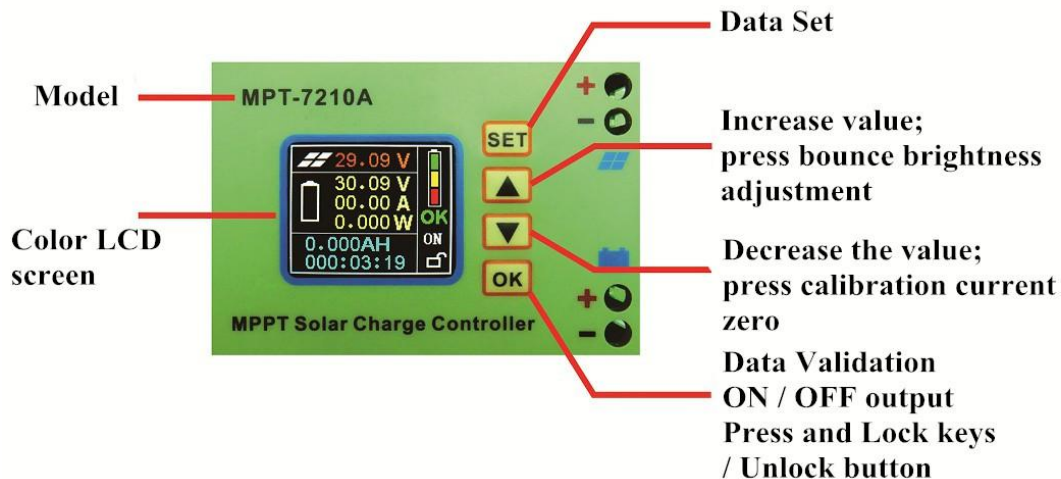 Data Set
Model
MPT-7210A
+
-
SET
29.09 V
30.09 V
00.00 A
0.000 W
OK
ON
0.000AH
000:03:19
OK
MPPT Solar Charge Controller
+
-
Color LCD
screen
Increase value;
press bounce brightness
adjustment
Decrease the value;
press calibration current
zero
Data Validation
ON / OFF output
Press and Lock keys
/ Unlock button